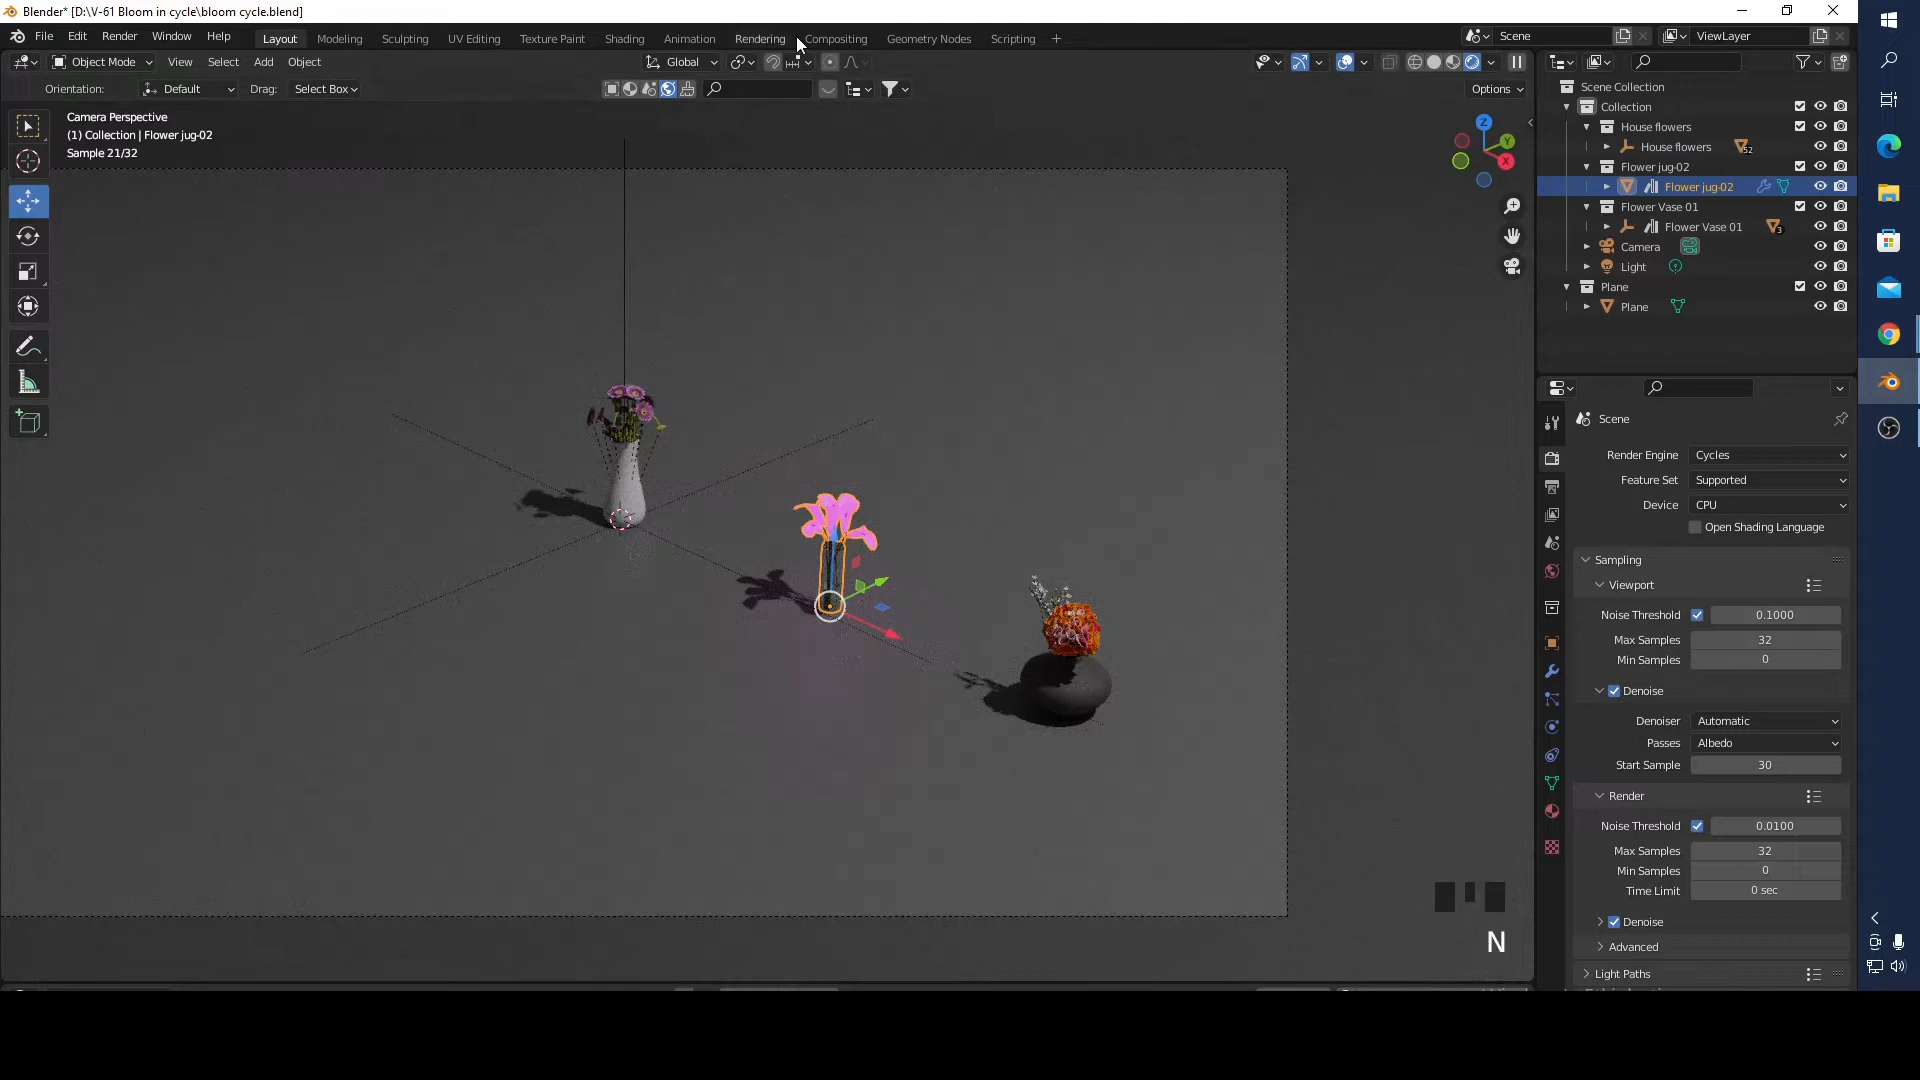 Blender* [D:\V-61 Bloom in cycle\bloom cycle.blend]
File Edit Render Window Help Layout Modeling Sculpting UV Editing Texture Paint Shading Animation Rendering Compositing Geometry Nodes Scripting + Scene ViewLayer
Object Mode View Select Add Object Global
Orientation: Default Drag: Select Box Options
Camera Perspective
(1) Collection | Flower jug-02
Sample 21/32
Z
Y
X
N
Scene Collection
Collection
House flowers
House flowers 52
Flower jug-02
Flower jug-02
Flower Vase 01
Flower Vase 01 3
Camera
Light
Plane
Plane
Scene
Render Engine Cycles
Feature Set Supported
Device CPU
Open Shading Language
Sampling
Viewport
Noise Threshold 0.1000
Max Samples 32
Min Samples 0
Denoise
Denoiser Automatic
Passes Albedo
Start Sample 30
Render
Noise Threshold 0.0100
Max Samples 32
Min Samples 0
Time Limit 0 sec
Denoise
Advanced
Light Paths